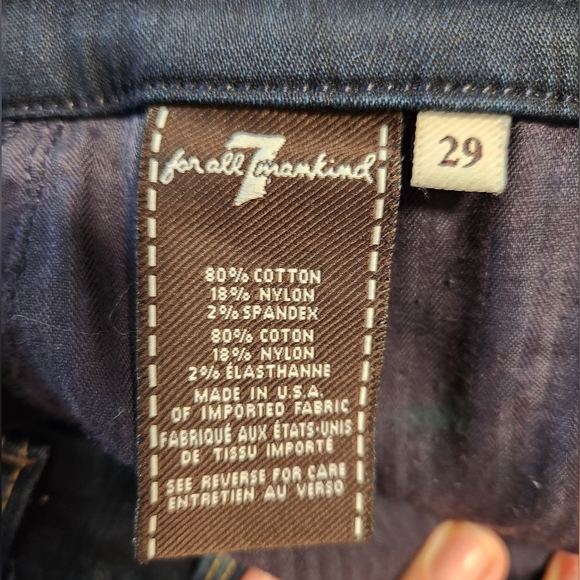 for all 7 mankind
29
80% COTTON
18% NYLON
2% SPANDEX
80% COTON
18% NYLON
2% ÉLASTHANNE
MADE IN U.S.A.
OF IMPORTED FABRIC
FABRIQUÉ AUX ÉTATS-UNIS
DE TISSU IMPORTÉ
SEE REVERSE FOR CARE
ENTRETIEN AU VERSO